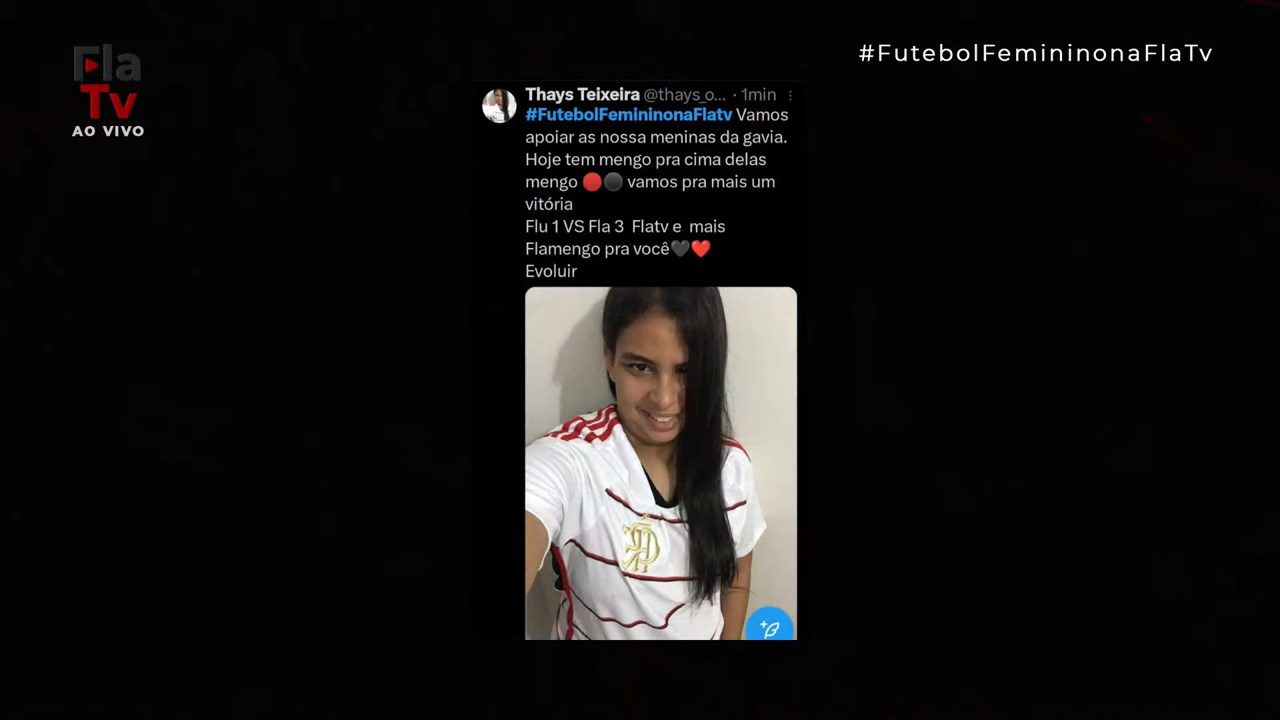 Fla
Tv
AO VIVO
#FutebolFemininonaFlaTv
Thays Teixeira @thays_o... · 1min
#FutebolFemininonaFlatv Vamos
apoiar as nossa meninas da gavia.
Hoje tem mengo pra cima delas
mengo 🔴⚫ vamos pra mais um
vitória
Flu 1 VS Fla 3 Flatv e mais
Flamengo pra você🖤❤️
Evoluir